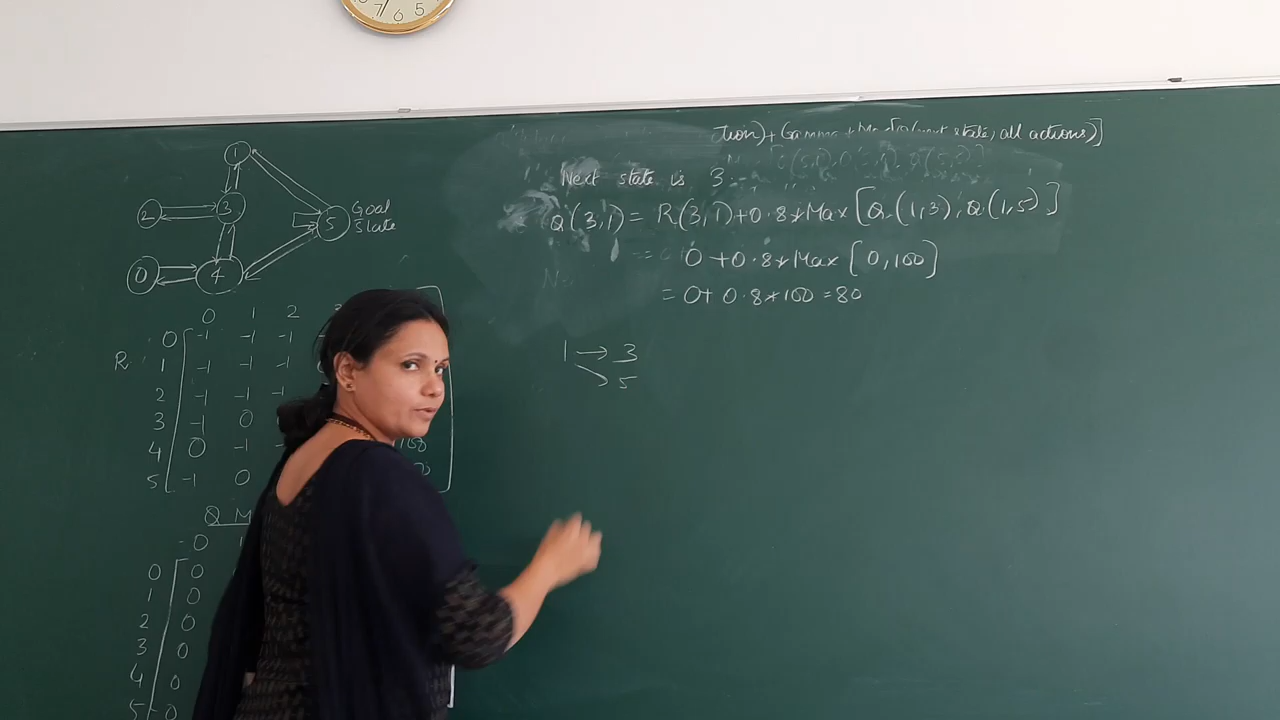 7 6 5
1
2
3
4
0
5
Goal
State
tion) + Gamma * Max[Q(next state, all actions)]
Next state is 3.
Q(3,1) = R(3,1)+0.8*Max[Q(1,3), Q(1,5)]
= 0 +0.8*Max [0,100]
= 0+ 0.8*100 = 80
1 → 3
5
0 1 2
R
0 -1 -1 -1
1 -1 -1 -1
2 -1 -1 -1
3 -1 0
4 0 -1
5 -1 0
Q M
0
0 0
1 0
2 0
3 0
4 0
5 0